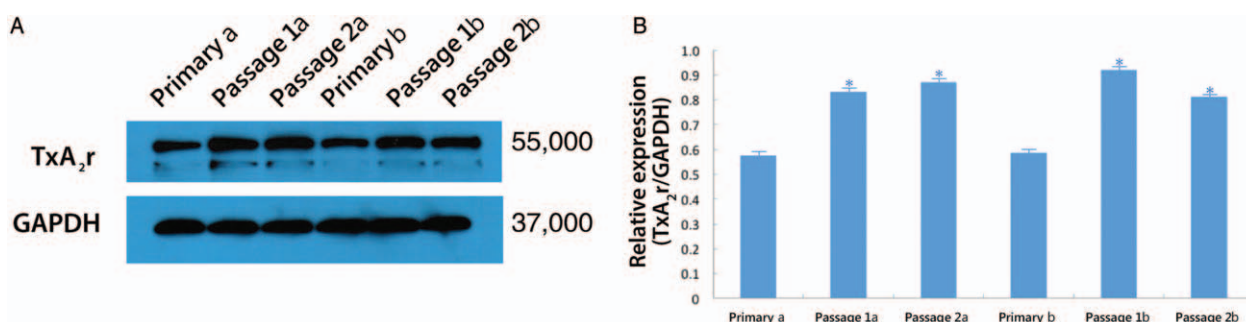 A
Primary a
Passage 1a
Passage 2a
Primary b
Passage 1b
Passage 2b
TxA₂r
55,000
GAPDH
37,000
B
Relative expression
(TxA₂r/GAPDH)
1.0
0.9
0.8
0.7
0.6
0.5
0.4
0.3
0.2
0.1
0
*
*
*
*
Primary a Passage 1a Passage 2a Primary b Passage 1b Passage 2b